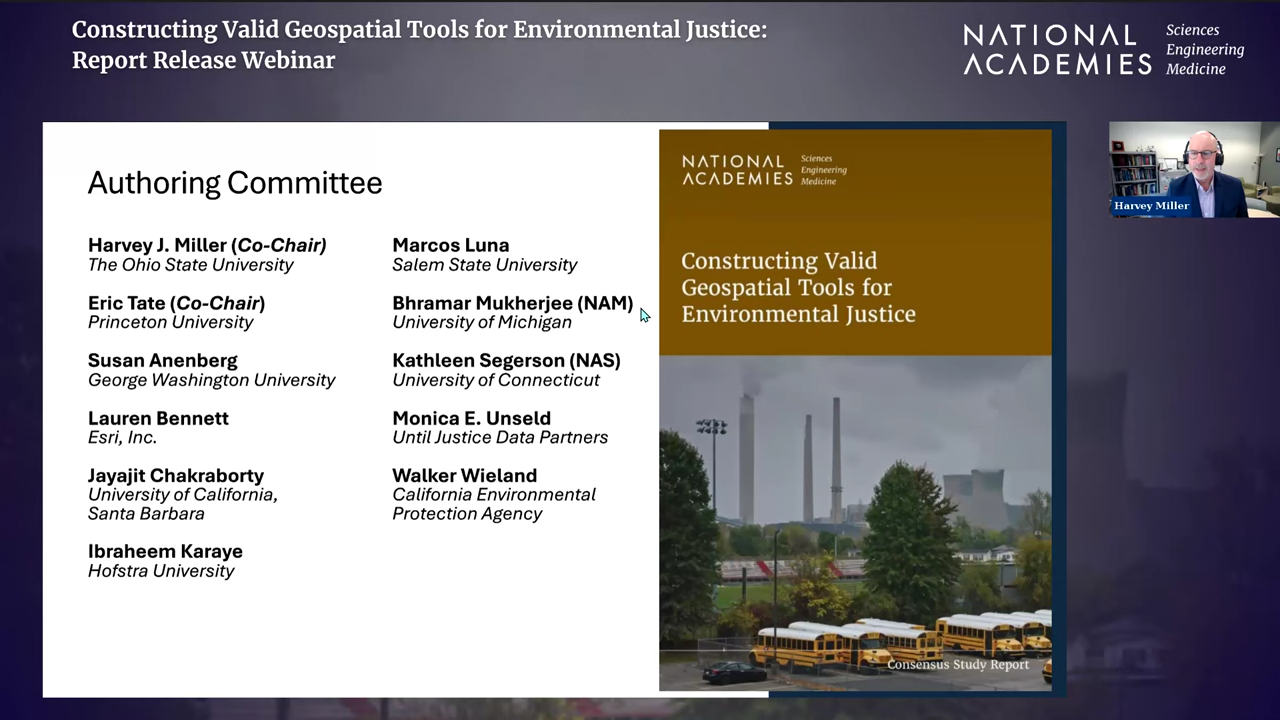 Constructing Valid Geospatial Tools for Environmental Justice:
Report Release Webinar
NATIONAL
ACADEMIES
Sciences
Engineering
Medicine
Authoring Committee
Harvey J. Miller (Co-Chair)
The Ohio State University
Eric Tate (Co-Chair)
Princeton University
Susan Anenberg
George Washington University
Lauren Bennett
Esri, Inc.
Jayajit Chakraborty
University of California,
Santa Barbara
Ibraheem Karaye
Hofstra University
Marcos Luna
Salem State University
Bhramar Mukherjee (NAM)
University of Michigan
Kathleen Segerson (NAS)
University of Connecticut
Monica E. Unseld
Until Justice Data Partners
Walker Wieland
California Environmental
Protection Agency
NATIONAL
ACADEMIES
Sciences
Engineering
Medicine
Constructing Valid
Geospatial Tools for
Environmental Justice
Consensus Study Report
Harvey Miller